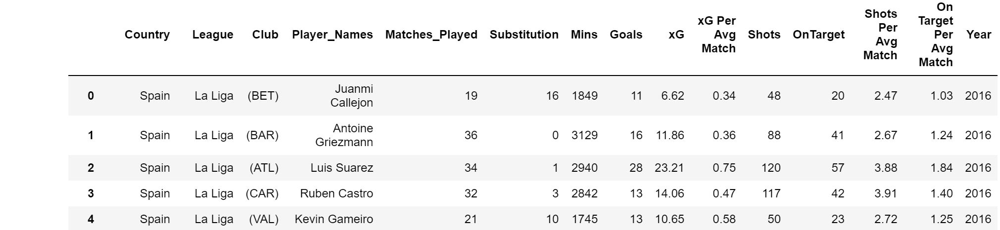 Country League Club Player_Names Matches_Played Substitution Mins Goals xG xG Per Avg Match Shots OnTarget Shots Per Avg Match On Target Per Avg Match Year
0 Spain La Liga (BET) Juanmi Callejon 19 16 1849 11 6.62 0.34 48 20 2.47 1.03 2016
1 Spain La Liga (BAR) Antoine Griezmann 36 0 3129 16 11.86 0.36 88 41 2.67 1.24 2016
2 Spain La Liga (ATL) Luis Suarez 34 1 2940 28 23.21 0.75 120 57 3.88 1.84 2016
3 Spain La Liga (CAR) Ruben Castro 32 3 2842 13 14.06 0.47 117 42 3.91 1.40 2016
4 Spain La Liga (VAL) Kevin Gameiro 21 10 1745 13 10.65 0.58 50 23 2.72 1.25 2016